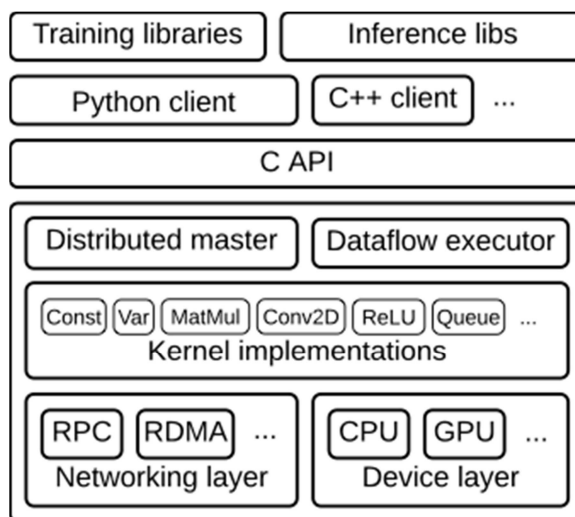 Training libraries Inference libs
Python client C++ client ...
C API
Distributed master Dataflow executor
Const Var MatMul Conv2D ReLU Queue ...
Kernel implementations
RPC RDMA ... CPU GPU ...
Networking layer Device layer